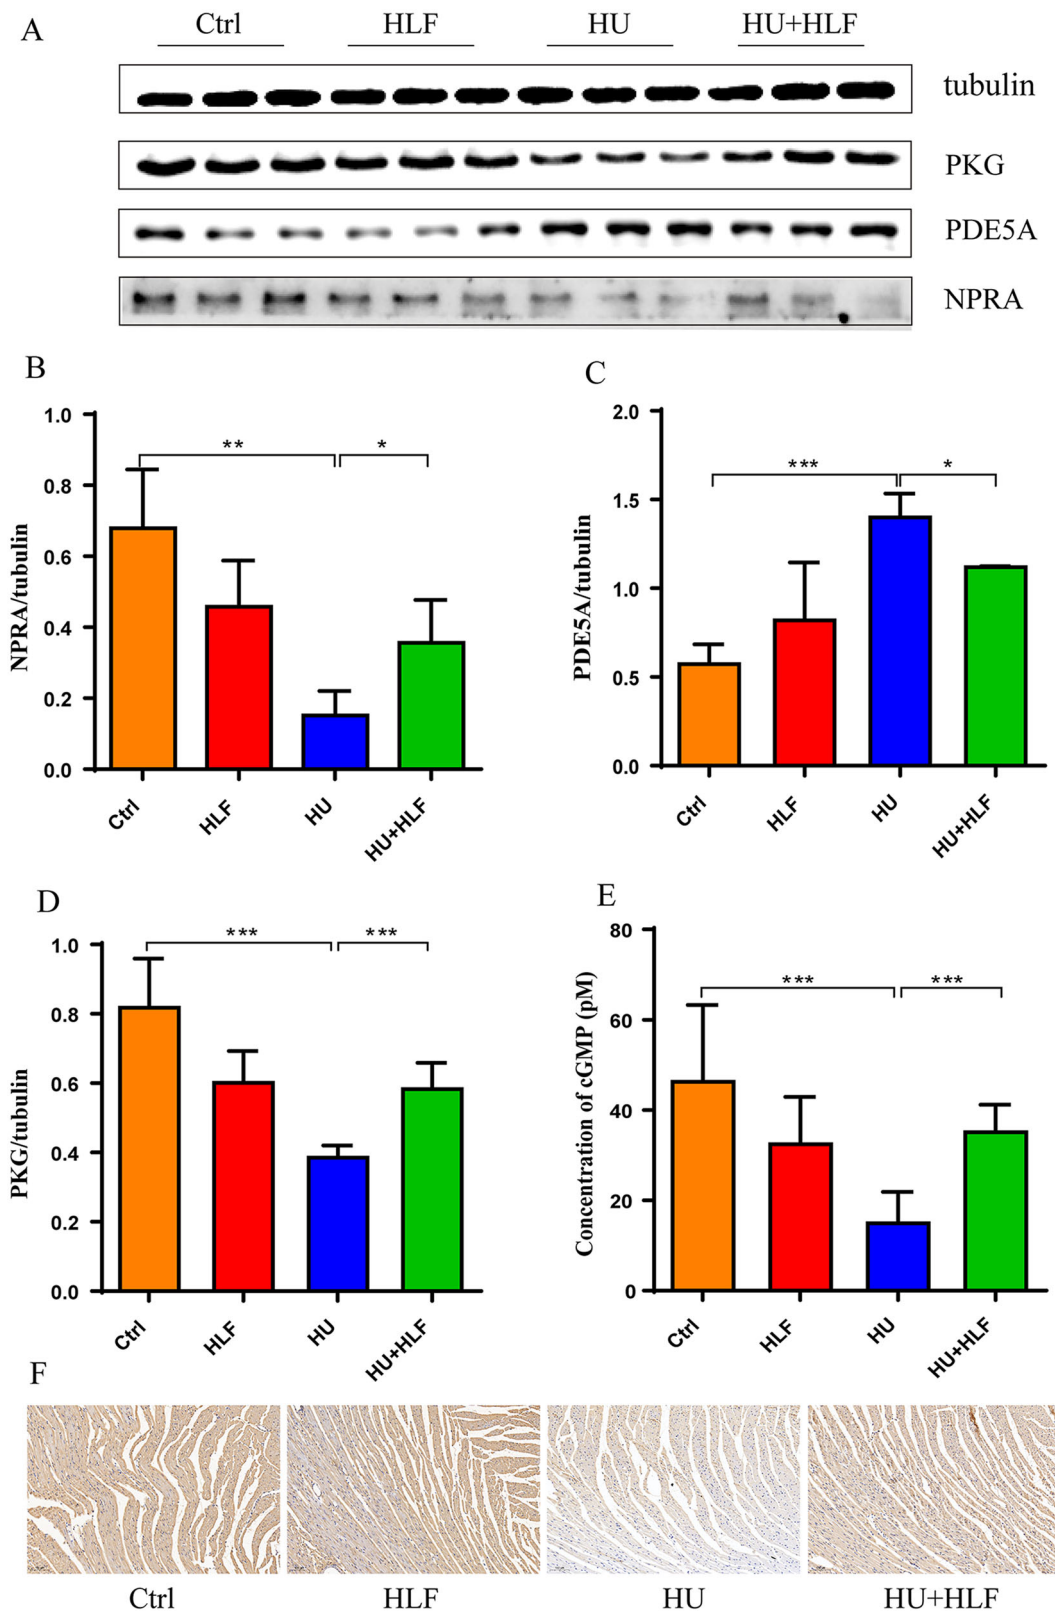 A
Ctrl HLF HU HU+HLF
tubulin
PKG
PDE5A
NPRA
B
NPRA/tubulin
1.0
0.8
0.6
0.4
0.2
0.0
** *
Ctrl HLF HU HU+HLF
C
PDE5A/tubulin
2.0
1.5
1.0
0.5
0.0
*** *
Ctrl HLF HU HU+HLF
D
PKG/tubulin
1.0
0.8
0.6
0.4
0.2
0.0
*** ***
Ctrl HLF HU HU+HLF
E
Concentration of cGMP (pM)
80
60
40
20
0
*** ***
Ctrl HLF HU HU+HLF
F
Ctrl HLF HU HU+HLF